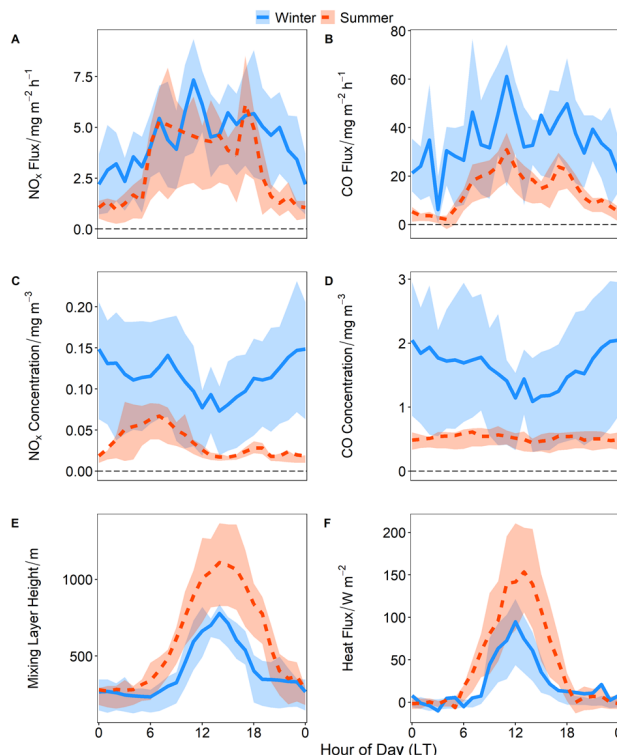 Winter Summer
A
NOx Flux/mg m−2 h−1
7.5
5.0
2.5
0.0
B
CO Flux/mg m−2 h−1
80
60
40
20
0
C
NOx Concentration/mg m−3
0.20
0.15
0.10
0.05
0.00
D
CO Concentration/mg m−3
3
2
1
0
E
Mixing Layer Height/m
1000
500
0 6 12 18 0
F
Heat Flux/W m−2
200
150
100
50
0
0 6 12 18 0
Hour of Day (LT)